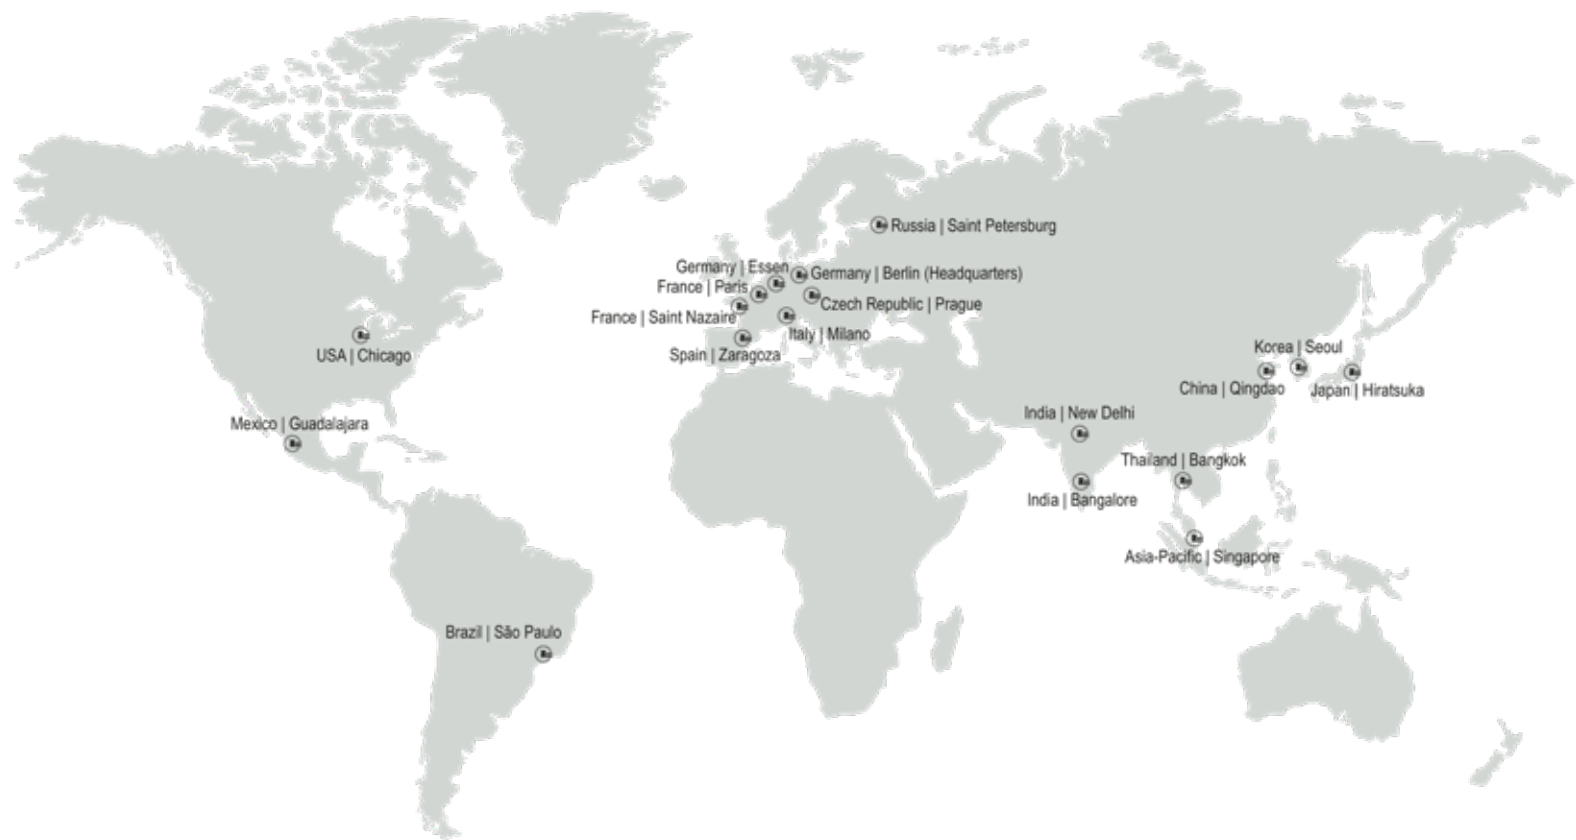 Russia | Saint Petersburg
Germany | Essen
Germany | Berlin (Headquarters)
France | Paris
Czech Republic | Prague
France | Saint Nazaire
Italy | Milano
Spain | Zaragoza
USA | Chicago
Korea | Seoul
China | Qingdao
Japan | Hiratsuka
Mexico | Guadalajara
India | New Delhi
Thailand | Bangkok
India | Bangalore
Asia-Pacific | Singapore
Brazil | São Paulo